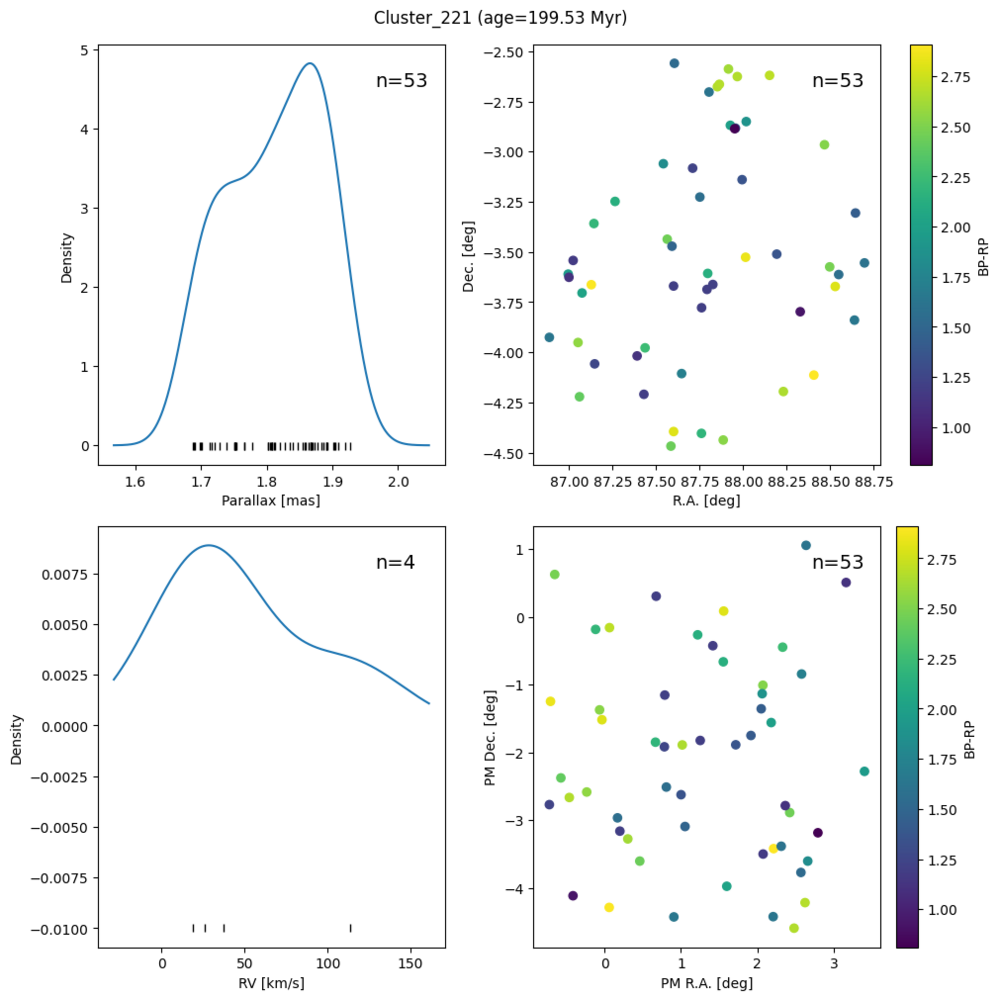 Cluster_221 (age=199.53 Myr)
5
4
3
2
1
0
Density
n=53
1.6 1.7 1.8 1.9 2.0
Parallax [mas]
−2.50
−2.75
−3.00
−3.25
−3.50
−3.75
−4.00
−4.25
−4.50
Dec. [deg]
n=53
87.00 87.25 87.50 87.75 88.00 88.25 88.50 88.75
R.A. [deg]
2.75
2.50
2.25
2.00
1.75
1.50
1.25
1.00
BP-RP
0.0075
0.0050
0.0025
0.0000
−0.0025
−0.0050
−0.0075
−0.0100
Density
n=4
0 50 100 150
RV [km/s]
1
0
−1
−2
−3
−4
PM Dec. [deg]
n=53
0 1 2 3
PM R.A. [deg]
2.75
2.50
2.25
2.00
1.75
1.50
1.25
1.00
BP-RP